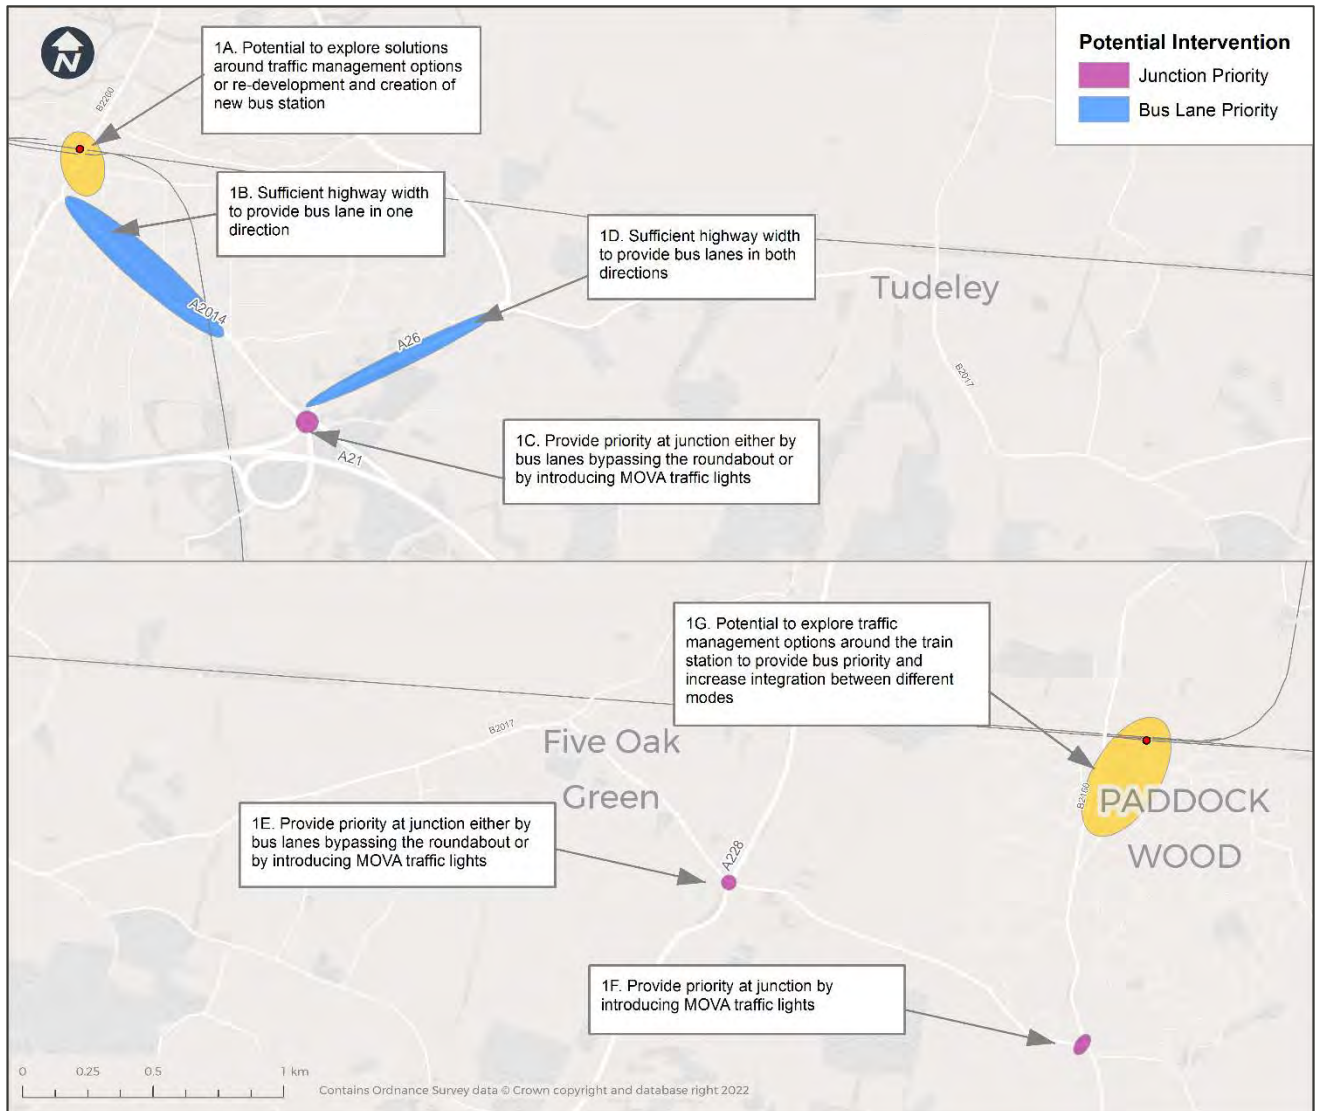 N
1A. Potential to explore solutions
around traffic management options
or re-development and creation of
new bus station
Potential Intervention
Junction Priority
Bus Lane Priority
B2260
1B. Sufficient highway width
to provide bus lane in one
direction
1D. Sufficient highway width
to provide bus lanes in both
directions
Tudeley
A2014
A26
B2017
1C. Provide priority at junction either by
bus lanes bypassing the roundabout or
by introducing MOVA traffic lights
A21
1G. Potential to explore traffic
management options around the train
station to provide bus priority and
increase integration between different
modes
B2017
Five Oak
Green
B2160
PADDOCK
WOOD
1E. Provide priority at junction either by
bus lanes bypassing the roundabout or
by introducing MOVA traffic lights
A228
1F. Provide priority at junction by
introducing MOVA traffic lights
0 0.25 0.5 1 km
Contains Ordnance Survey data © Crown copyright and database right 2022